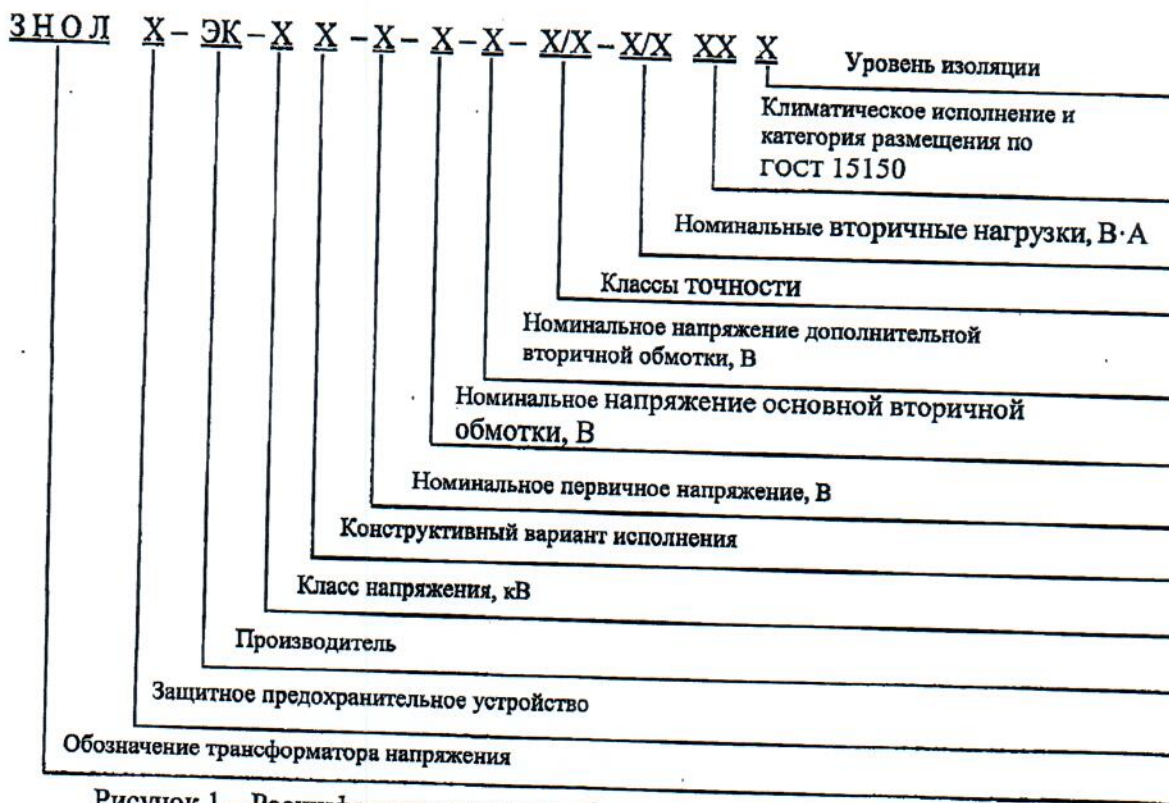 ЗНОЛ Х – ЭК – Х Х – Х – Х – Х – Х/Х – Х/Х ХХ Х
Уровень изоляции
Климатическое исполнение и
категория размещения по
ГОСТ 15150
Номинальные вторичные нагрузки, В·А
Классы точности
Номинальное напряжение дополнительной
вторичной обмотки, В
Номинальное напряжение основной вторичной
обмотки, В
Номинальное первичное напряжение, В
Конструктивный вариант исполнения
Класс напряжения, кВ
Производитель
Защитное предохранительное устройство
Обозначение трансформатора напряжения
Рисунок 1